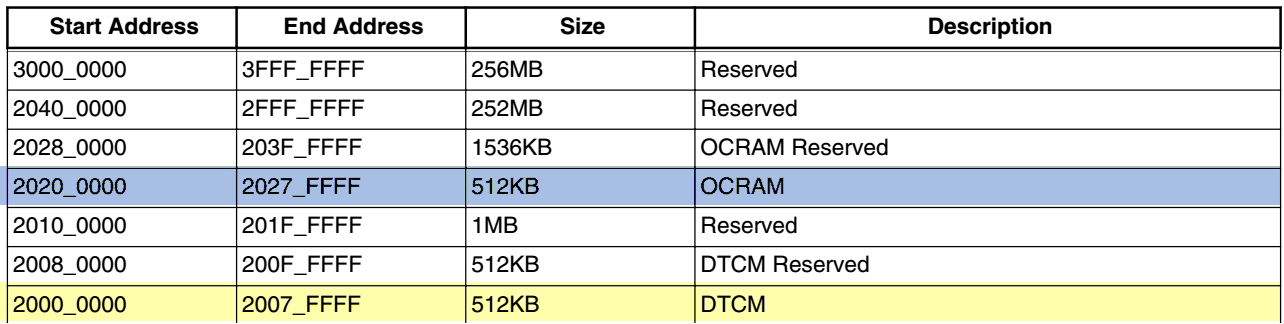 Start Address End Address Size Description
3000_0000 3FFF_FFFF 256MB Reserved
2040_0000 2FFF_FFFF 252MB Reserved
2028_0000 203F_FFFF 1536KB OCRAM Reserved
2020_0000 2027_FFFF 512KB OCRAM
2010_0000 201F_FFFF 1MB Reserved
2008_0000 200F_FFFF 512KB DTCM Reserved
2000_0000 2007_FFFF 512KB DTCM